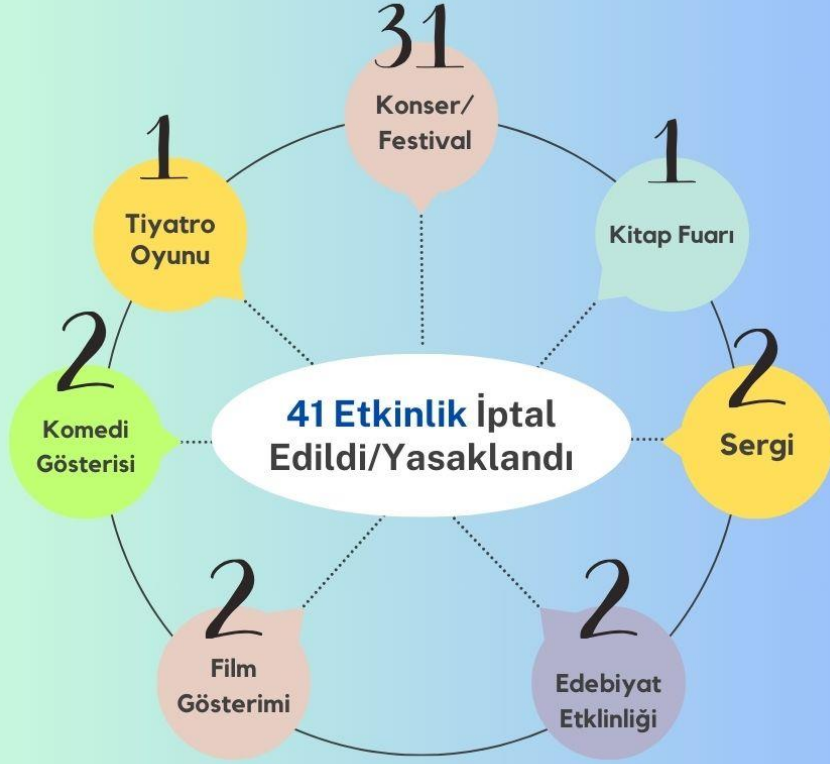 31
Konser/
Festival
1
Tiyatro
Oyunu
1
Kitap Fuarı
2
Komedi
Gösterisi
41 Etkinlik İptal
Edildi/Yasaklandı
2
Sergi
2
Film
Gösterimi
2
Edebiyat
Etklinliği